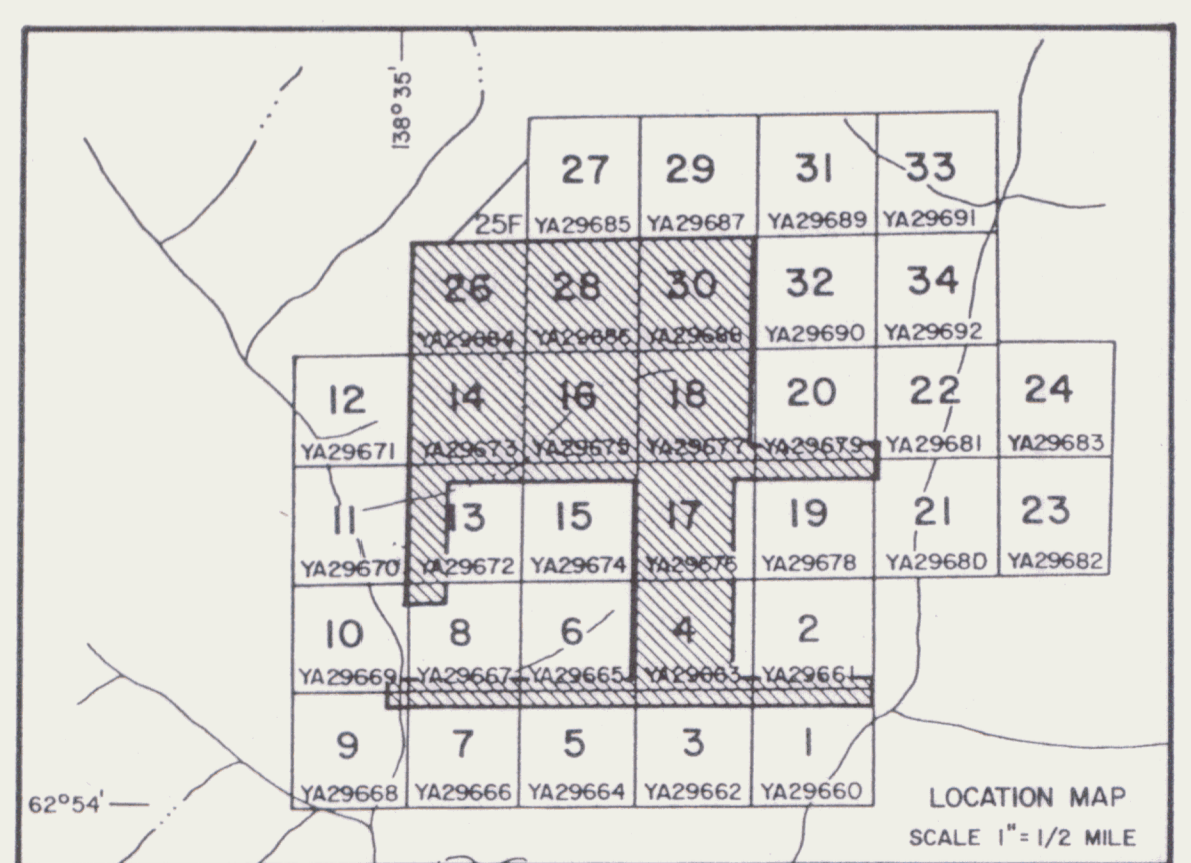 138° 35'
27 29 31 33
25F YA29685 YA29687 YA29689 YA29691
26 28 30 32 34
YA29684 YA29686 YA29688 YA29690 YA29692
12 14 16 18 20 22 24
YA29671 YA29673 YA29675 YA29677 YA29679 YA29681 YA29683
11 13 15 17 19 21 23
YA29670 YA29672 YA29674 YA29676 YA29678 YA29680 YA29682
10 8 6 4 2
YA29669 YA29667 YA29665 YA29663 YA29661
9 7 5 3 1
YA29668 YA29666 YA29664 YA29662 YA29660
62°54'
LOCATION MAP
SCALE 1"= 1/2 MILE